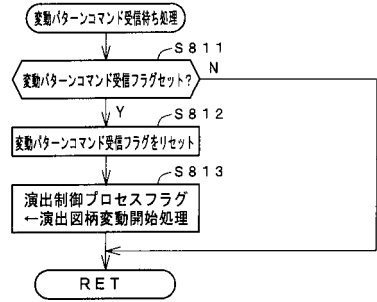 変動パターンコマンド受信待ち処理
S811
変動パターンコマンド受信フラグセット?
N
Y
S812
変動パターンコマンド受信フラグをリセット
S813
演出制御プロセスフラグ
←演出図柄変動開始処理
RET